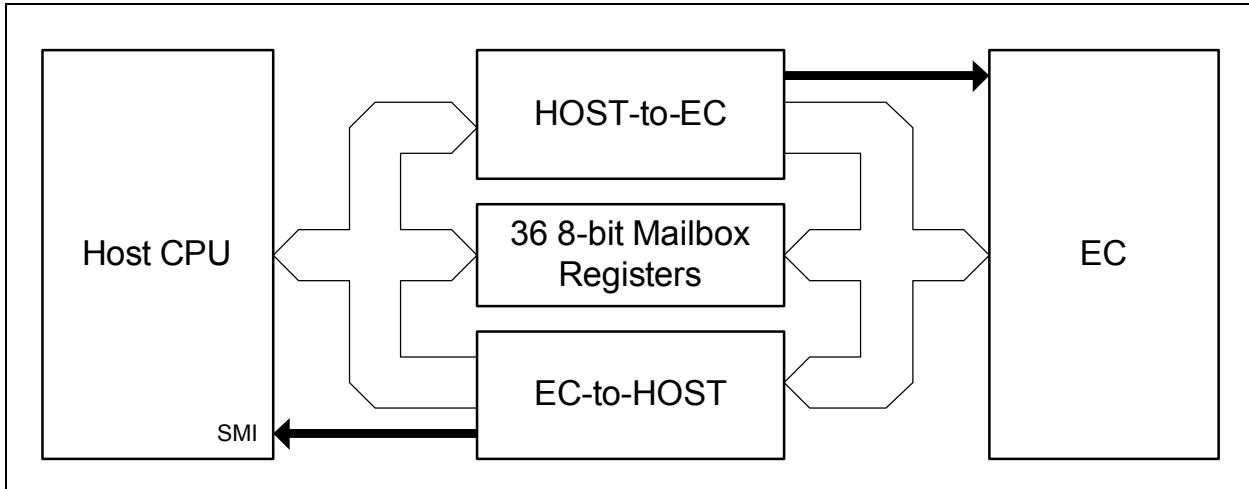 HOST-to-EC
Host CPU
36 8-bit Mailbox
Registers
EC
EC-to-HOST
SMI